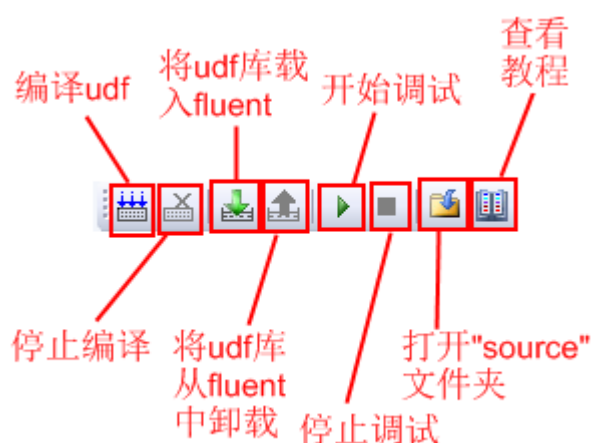 查看
教程
将udf库载
入fluent
编译udf
开始调试
停止编译
将udf库
从fluent
中卸载
停止调试
打开"source"
文件夹